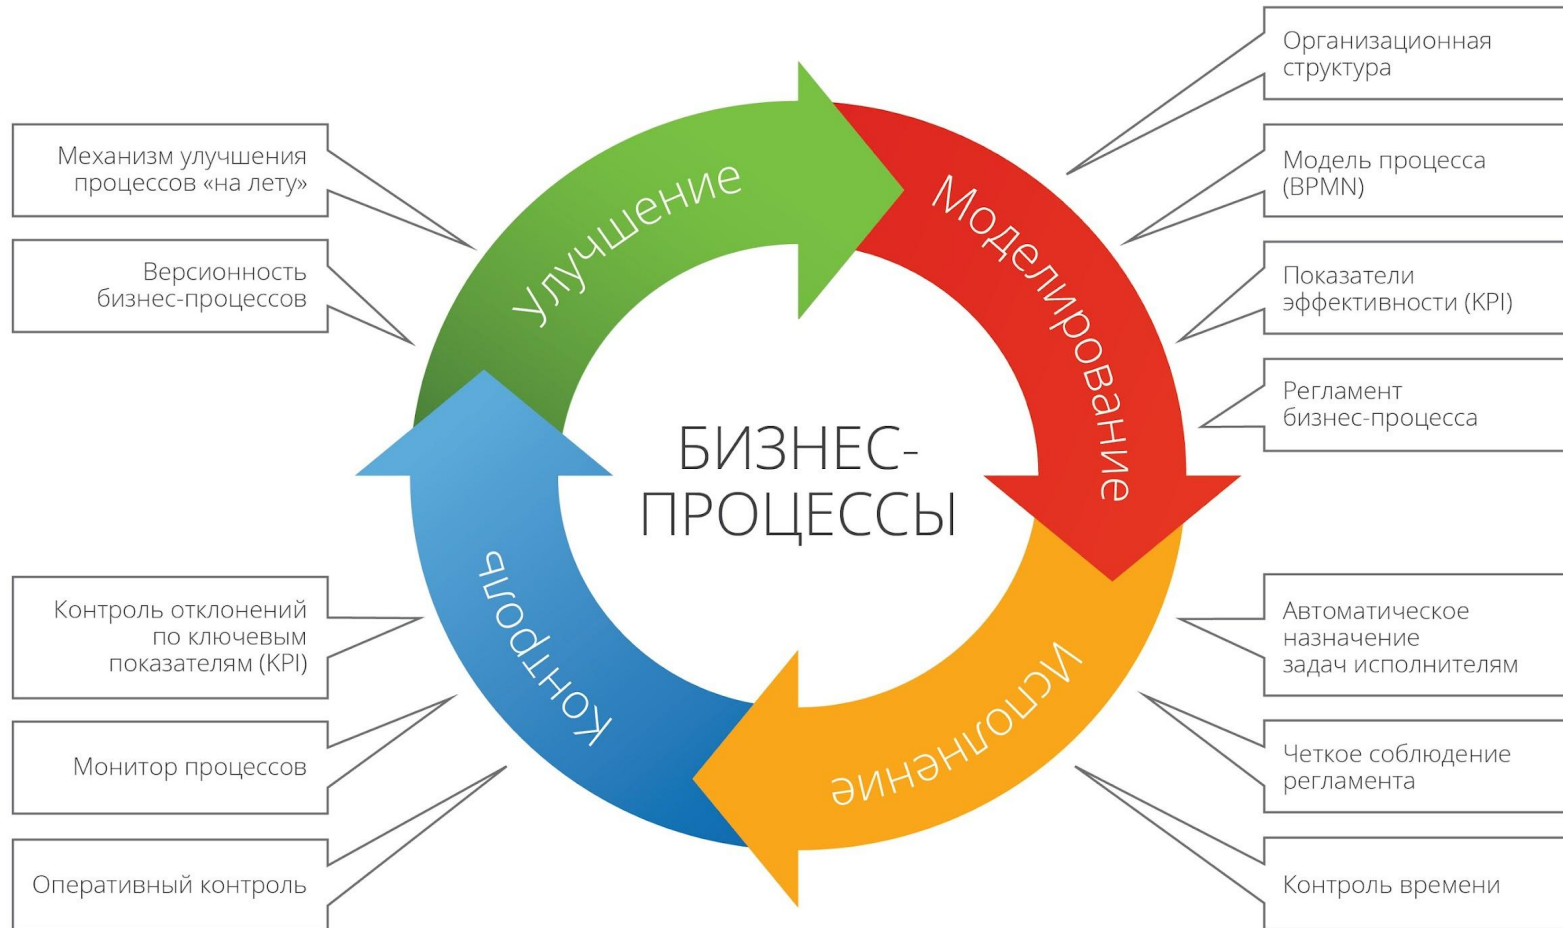 Организационная
структура
Механизм улучшения
процессов «на лету»
Модель процесса
(BPMN)
Версионность
бизнес-процессов
Показатели
эффективности (KPI)
Регламент
бизнес-процесса
Улучшение
Моделирование
БИЗНЕС-
ПРОЦЕССЫ
Контроль
Исполнение
Контроль отклонений
по ключевым
показателям (KPI)
Автоматическое
назначение
задач исполнителям
Монитор процессов
Четкое соблюдение
регламента
Оперативный контроль
Контроль времени